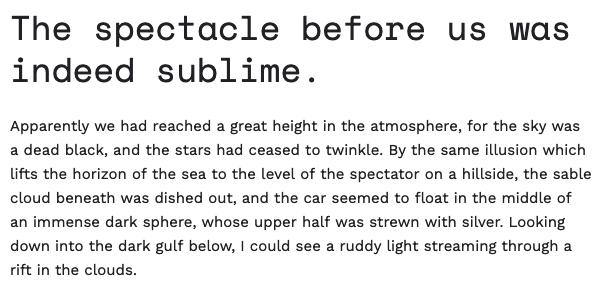 The spectacle before us was
indeed sublime.
Apparently we had reached a great height in the atmosphere, for the sky was
a dead black, and the stars had ceased to twinkle. By the same illusion which
lifts the horizon of the sea to the level of the spectator on a hillside, the sable
cloud beneath was dished out, and the car seemed to float in the middle of
an immense dark sphere, whose upper half was strewn with silver. Looking
down into the dark gulf below, I could see a ruddy light streaming through a
rift in the clouds.